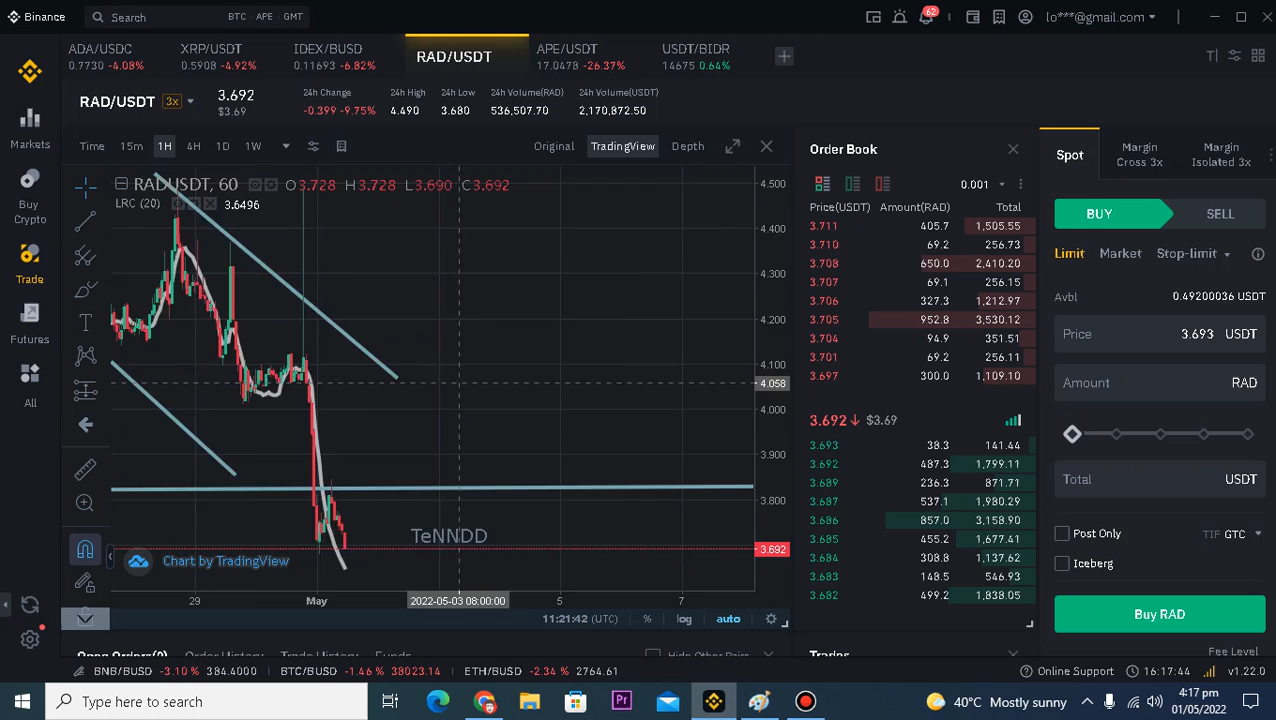 Binance
Search
BTC · APE · GMT
62
lo***@gmail.com
ADA/USDC
0.7730 -4.08%
XRP/USDT
0.5908 -4.92%
IDEX/BUSD
0.11693 -6.82%
RAD/USDT
APE/USDT
17.0478 -26.37%
USDT/BIDR
14675 0.64%
RAD/USDT 3x
3.692
$3.69
24h Change
-0.399 -9.75%
24h High
4.490
24h Low
3.680
24h Volume(RAD)
536,507.70
24h Volume(USDT)
2,170,872.50
Markets
Buy
Crypto
Trade
Futures
All
Time 15m 1H 4H 1D 1W
Original TradingView Depth
RADUSDT, 60 O3.728 H3.728 L3.690 C3.692
LRC (20) 3.6496
4.500
4.400
4.300
4.200
4.100
4.058
4.000
3.900
3.800
3.692
TeNNDD
Chart by TradingView
29 May 2022-05-03 08:00:00 5 7
11:21:42 (UTC) % log auto
Order Book
0.001
Price(USDT) Amount(RAD) Total
3.711 405.7 1,505.55
3.710 69.2 256.73
3.708 650.0 2,410.20
3.707 69.1 256.15
3.706 327.3 1,212.97
3.705 952.8 3,530.12
3.704 94.9 351.51
3.701 69.2 256.11
3.697 300.0 1,109.10
3.692↓ $3.69
3.693 38.3 141.44
3.692 487.3 1,799.11
3.689 236.3 871.71
3.687 537.1 1,980.29
3.686 857.0 3,158.90
3.685 455.2 1,677.41
3.684 308.8 1,137.62
3.683 148.5 546.93
3.682 499.2 1,838.05
Trades
Spot
Margin
Cross 3x
Margin
Isolated 3x
BUY SELL
Limit Market Stop-limit
Avbl 0.49200036 USDT
Price 3.693 USDT
Amount RAD
Total USDT
Post Only TIF GTC
Iceberg
Buy RAD
Fee Level
Open Orders(0) Order History Trade History Funds
Hide Other Pairs
BNB/USD -3.10 % 384.4000 BTC/USD -1.46 % 38023.14 ETH/USD -2.34 % 2764.61
Online Support 16:17:44 v1.22.0
Type here to search
Pr
40°C Mostly sunny
4:17 pm
01/05/2022